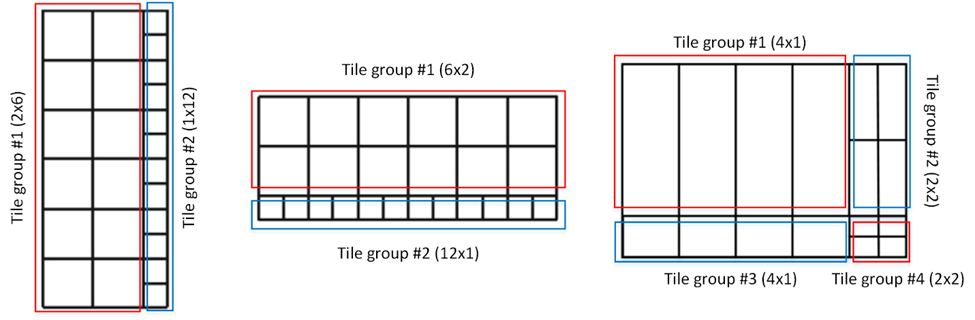 Tile group #1 (2x6)
Tile group #2 (1x12)
Tile group #1 (6x2)
Tile group #2 (12x1)
Tile group #1 (4x1)
Tile group #2 (2x2)
Tile group #3 (4x1)
Tile group #4 (2x2)